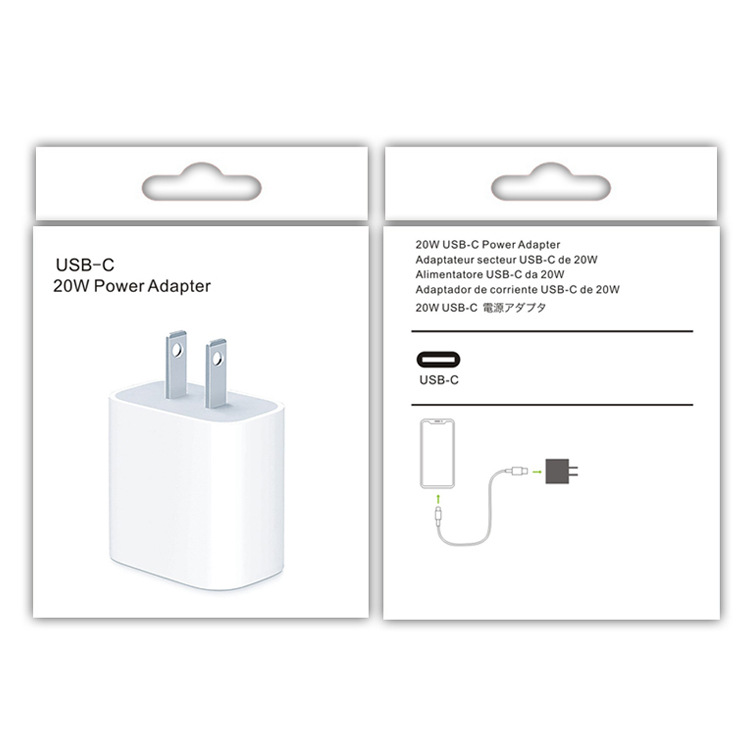 USB-C
20W Power Adapter
20W USB-C Power Adapter
Adaptateur secteur USB-C de 20W
Alimentatore USB-C da 20W
Adaptador de corriente USB-C de 20W
20W USB-C 電源アダプタ
USB-C